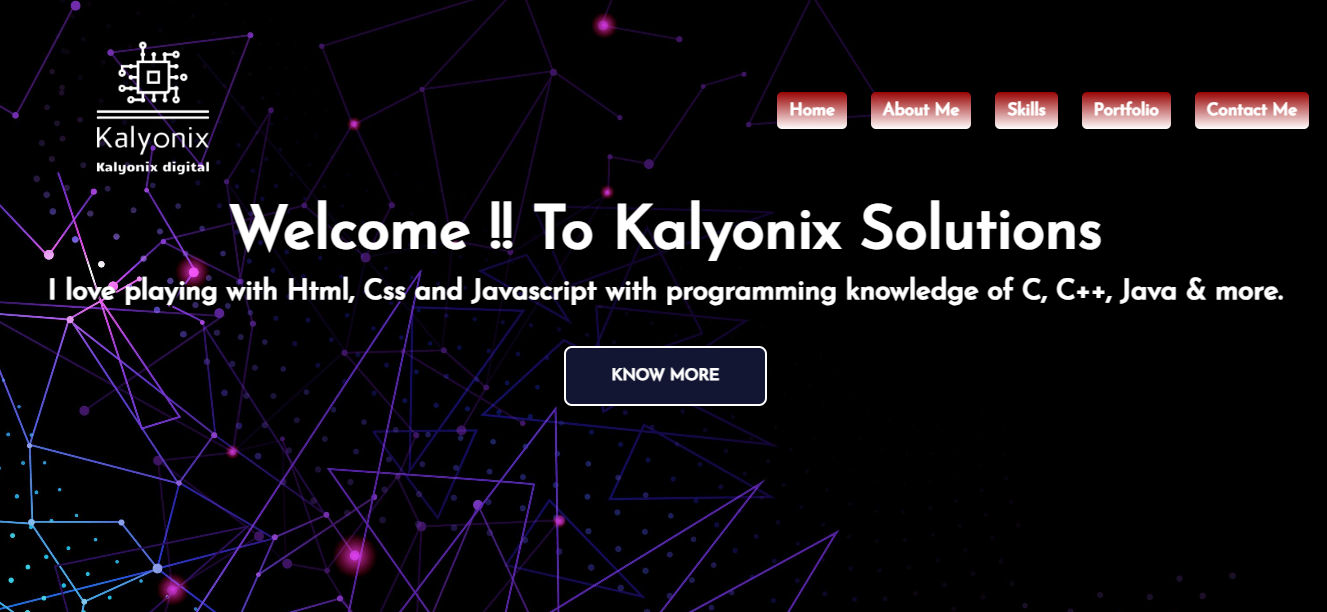 Kalyonix
Kalyonix digital
Home About Me Skills Portfolio Contact Me
Welcome !! To Kalyonix Solutions
I love playing with Html, Css and Javascript with programming knowledge of C, C++, Java & more.
KNOW MORE